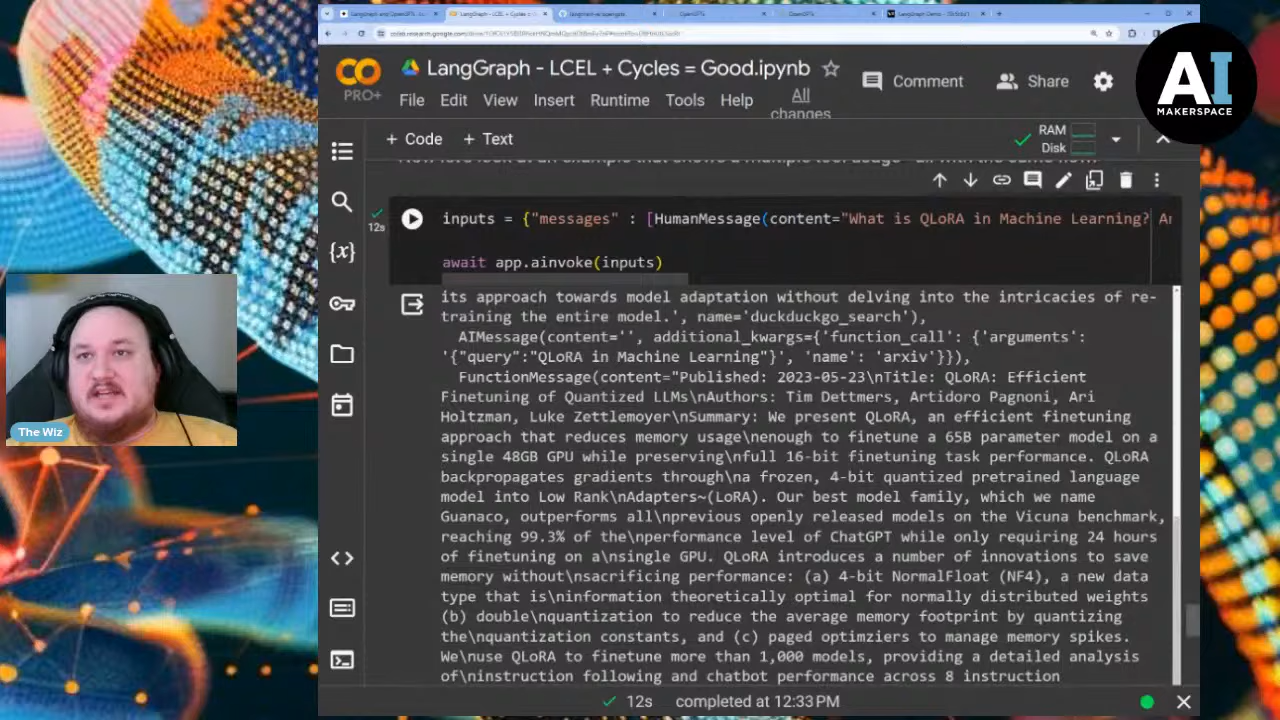 LangGraph - LCEL + Cycles = Good.ipynb
CO
PRO+
File Edit View Insert Runtime Tools Help All changes
Comment
Share
AI
MAKERSPACE
+ Code + Text
RAM
Disk
12s
inputs = {"messages" : [HumanMessage(content="What is QLoRA in Machine Learning?
await app.ainvoke(inputs)
its approach towards model adaptation without delving into the intricacies of re-
training the entire model.', name='duckduckgo_search'),
AIMessage(content='', additional_kwargs={'function_call': {'arguments':
'{"query":"QLoRA in Machine Learning"}', 'name': 'arxiv'}}),
FunctionMessage(content="Published: 2023-05-23\nTitle: QLoRA: Efficient
Finetuning of Quantized LLMs\nAuthors: Tim Dettmers, Artidoro Pagnoni, Ari
Holtzman, Luke Zettlemoyer\nSummary: We present QLoRA, an efficient finetuning
approach that reduces memory usage\nenough to finetune a 65B parameter model on a
single 48GB GPU while preserving\nfull 16-bit finetuning task performance. QLoRA
backpropagates gradients through\na frozen, 4-bit quantized pretrained language
model into Low Rank\nAdapters~(LoRA). Our best model family, which we name
Guanaco, outperforms all\nprevious openly released models on the Vicuna benchmark,
reaching 99.3% of the\nperformance level of ChatGPT while only requiring 24 hours
of finetuning on a\nsingle GPU. QLoRA introduces a number of innovations to save
memory without\nsacrificing performance: (a) 4-bit NormalFloat (NF4), a new data
type that is\ninformation theoretically optimal for normally distributed weights
(b) double\nquantization to reduce the average memory footprint by quantizing
the\nquantization constants, and (c) paged optimziers to manage memory spikes.
We\nuse QLoRA to finetune more than 1,000 models, providing a detailed analysis
of\ninstruction following and chatbot performance across 8 instruction
The Wiz
12s completed at 12:33 PM